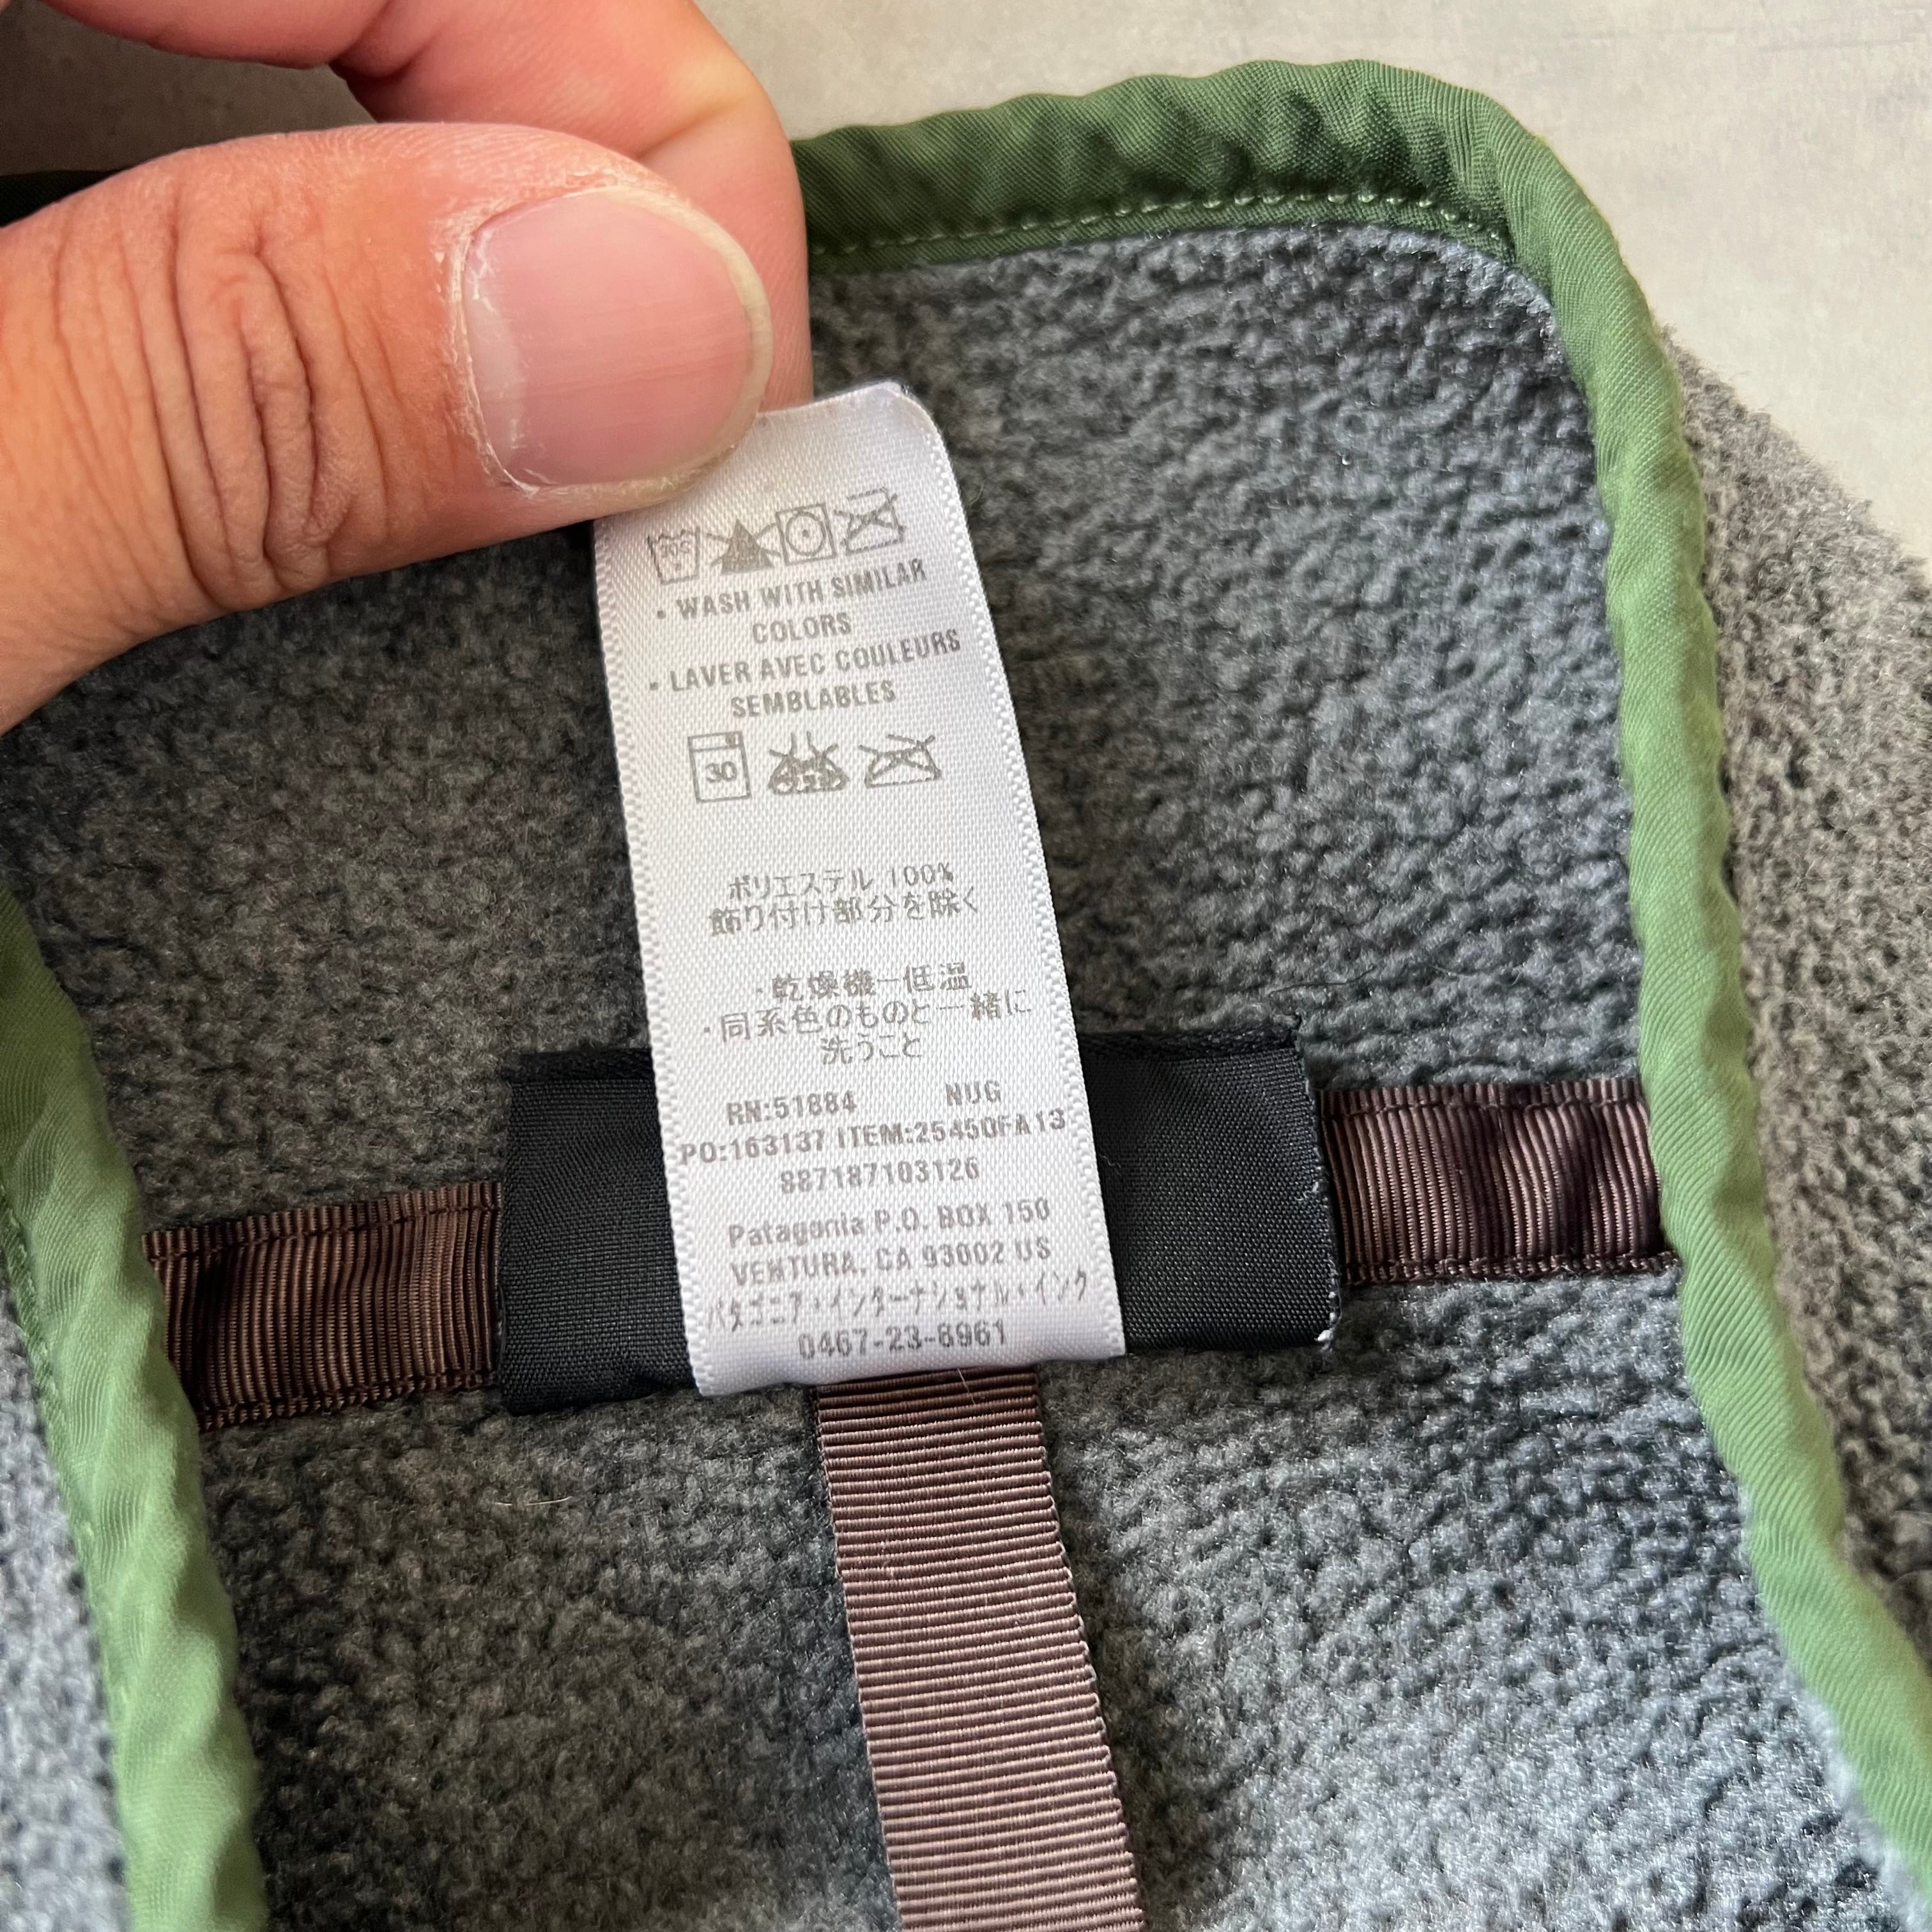 • WASH WITH SIMILAR
COLORS
• LAVER AVEC COULEURS
SEMBLABLES
30
ポリエステル 100%
飾り付け部分を除く
・乾燥機一低温
・同系色のものと一緒に
洗うこと
RN:51884 NUG
PO:163137 ITEM:25450FA13
887187103126
Patagonia P.O. BOX 150
VENTURA, CA 93002 US
パタゴニア・インターナショナル・インク
0467-23-8961